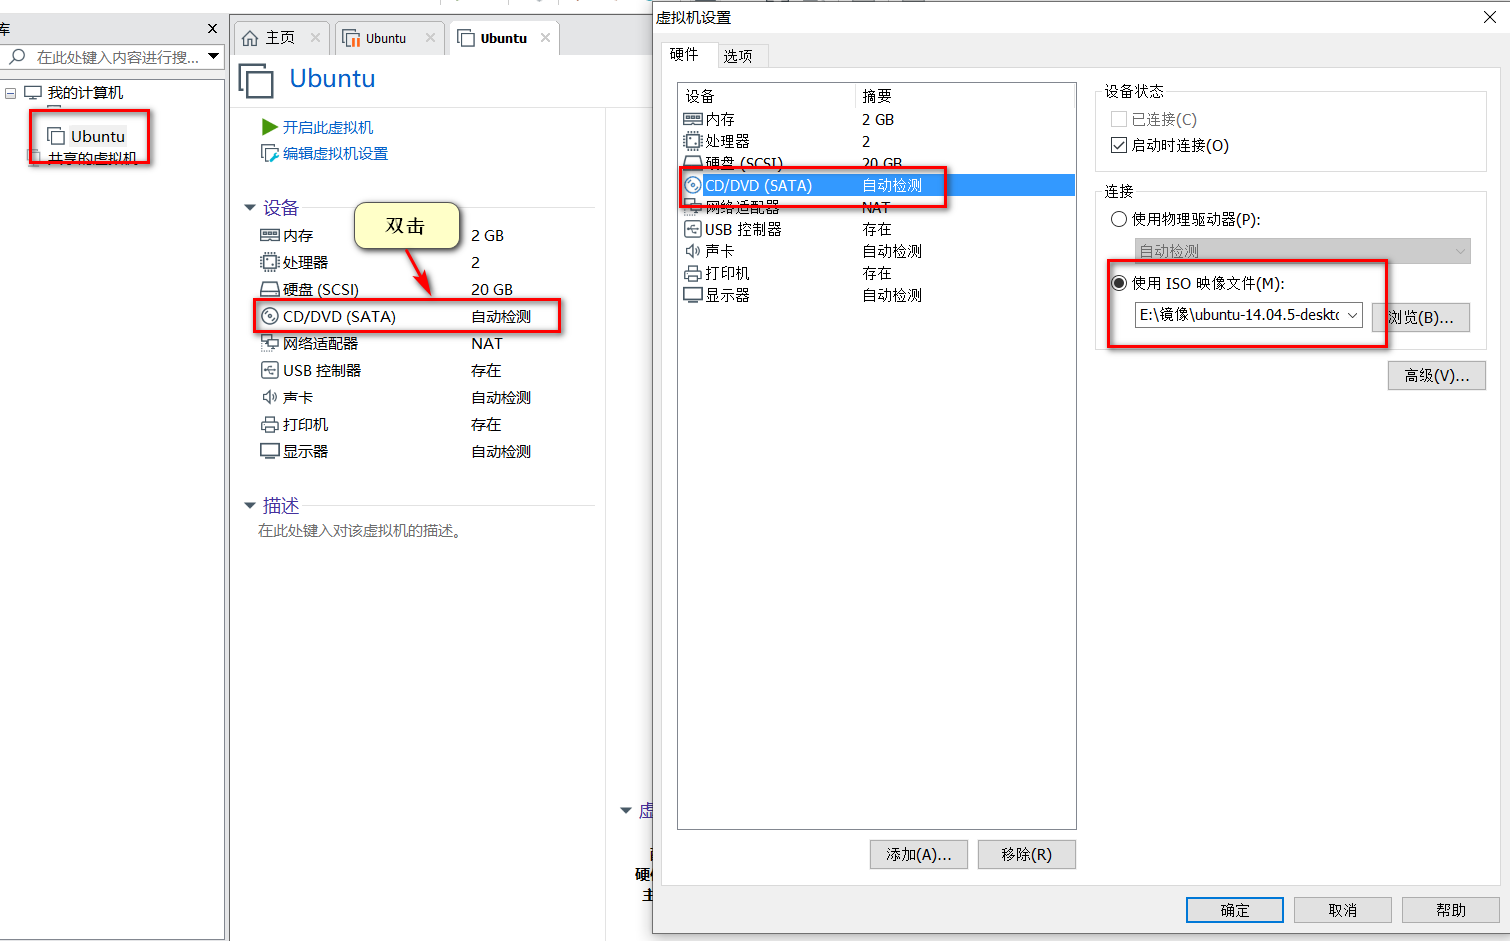 库
在此处键入内容进行搜...
我的计算机
Ubuntu
共享的虚拟机
主页
Ubuntu
Ubuntu
Ubuntu
开启此虚拟机
编辑虚拟机设置
设备
双击
内存 2 GB
处理器 2
硬盘 (SCSI) 20 GB
CD/DVD (SATA) 自动检测
网络适配器 NAT
USB 控制器 存在
声卡 自动检测
打印机 存在
显示器 自动检测
描述
在此处键入对该虚拟机的描述。
虚
硬
主
虚拟机设置
硬件 选项
设备 摘要
内存 2 GB
处理器 2
硬盘 (SCSI) 20 GB
CD/DVD (SATA) 自动检测
网络适配器 NAT
USB 控制器 存在
声卡 自动检测
打印机 存在
显示器 自动检测
添加(A)... 移除(R)
设备状态
已连接(C)
启动时连接(O)
连接
使用物理驱动器(P):
自动检测
使用 ISO 映像文件(M):
E:\镜像\ubuntu-14.04.5-deskto
浏览(B)...
高级(V)...
确定 取消 帮助